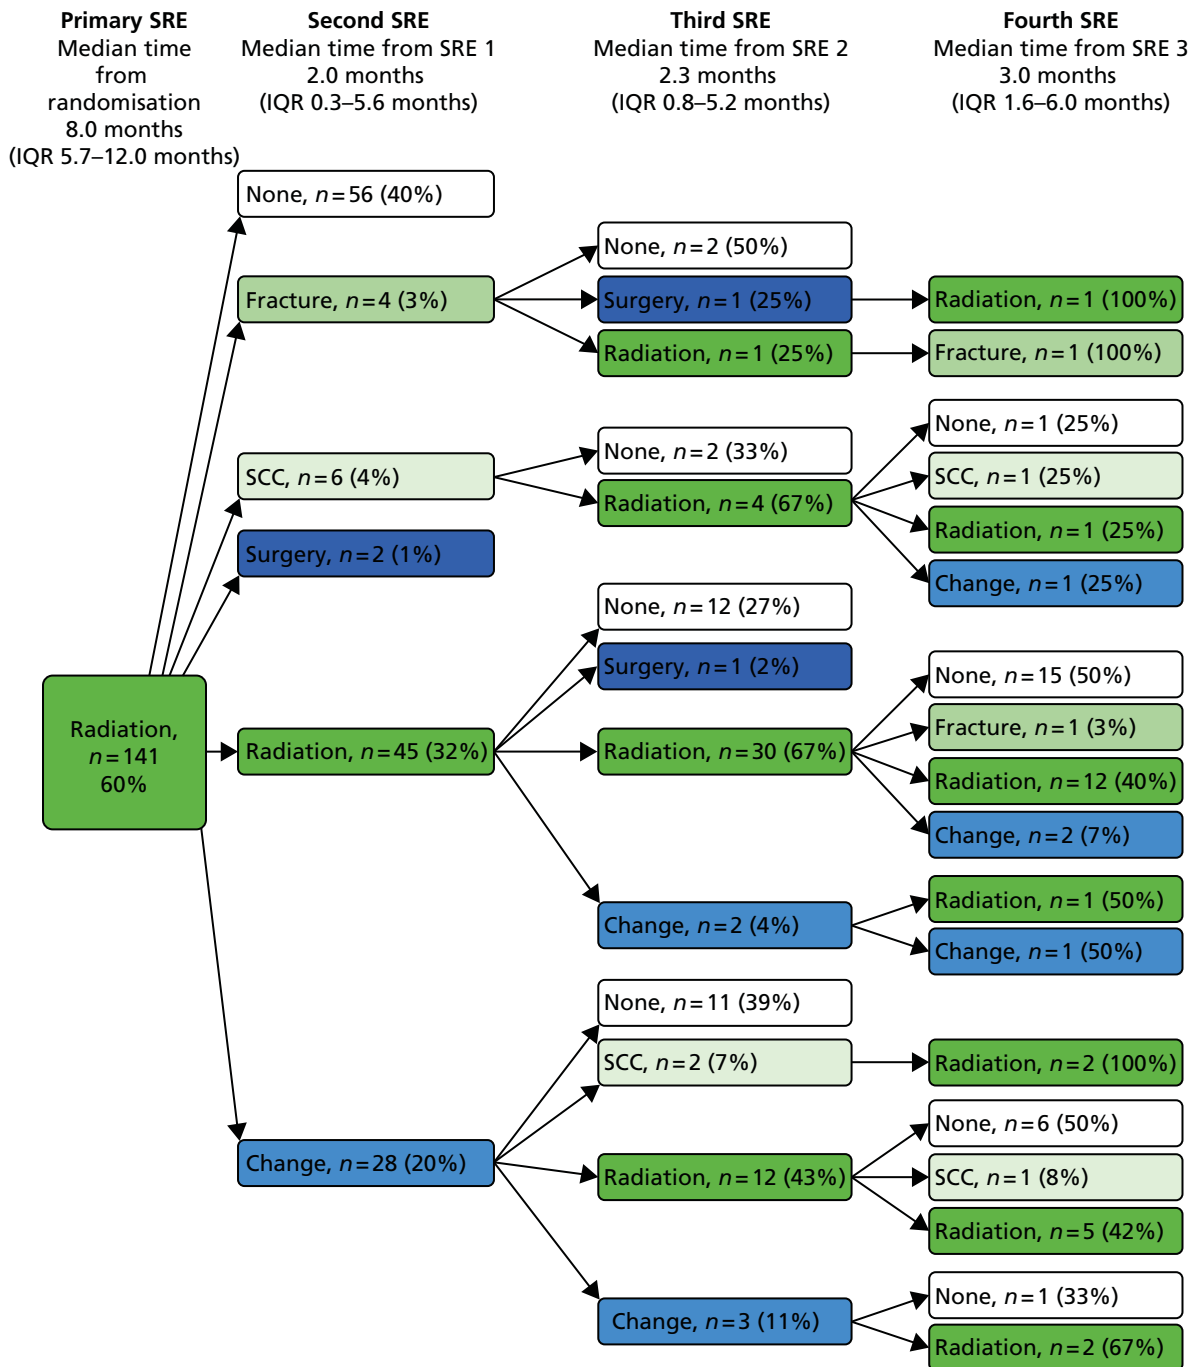 Primary SRE
Median time
from
randomisation
8.0 months
(IQR 5.7–12.0 months)
Second SRE
Median time from SRE 1
2.0 months
(IQR 0.3–5.6 months)
Third SRE
Median time from SRE 2
2.3 months
(IQR 0.8–5.2 months)
Fourth SRE
Median time from SRE 3
3.0 months
(IQR 1.6–6.0 months)
Radiation,
n=141
60%
None, n=56 (40%)
Fracture, n=4 (3%)
SCC, n=6 (4%)
Surgery, n=2 (1%)
Radiation, n=45 (32%)
Change, n=28 (20%)
None, n=2 (50%)
Surgery, n=1 (25%)
Radiation, n=1 (25%)
None, n=2 (33%)
Radiation, n=4 (67%)
None, n=12 (27%)
Surgery, n=1 (2%)
Radiation, n=30 (67%)
Change, n=2 (4%)
None, n=11 (39%)
SCC, n=2 (7%)
Radiation, n=12 (43%)
Change, n=3 (11%)
Radiation, n=1 (100%)
Fracture, n=1 (100%)
None, n=1 (25%)
SCC, n=1 (25%)
Radiation, n=1 (25%)
Change, n=1 (25%)
None, n=15 (50%)
Fracture, n=1 (3%)
Radiation, n=12 (40%)
Change, n=2 (7%)
Radiation, n=1 (50%)
Change, n=1 (50%)
Radiation, n=2 (100%)
None, n=6 (50%)
SCC, n=1 (8%)
Radiation, n=5 (42%)
None, n=1 (33%)
Radiation, n=2 (67%)